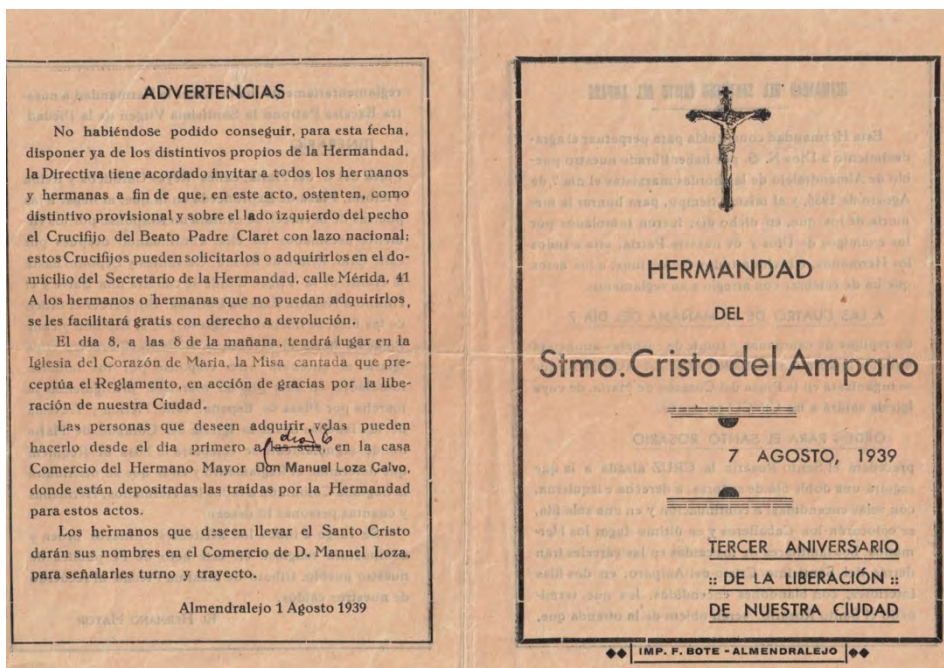 ADVERTENCIAS
No habiéndose podido conseguir, para esta fecha,
disponer ya de los distintivos propios de la Hermandad,
la Directiva tiene acordado invitar a todos los hermanos
y hermanas a fin de que, en este acto, ostenten, como
distintivo provisional y sobre el lado izquierdo del pecho
el Crucifijo del Beato Padre Claret con lazo nacional;
estos Crucifijos pueden solicitarlos o adquirirlos en el do-
micilio del Secretario de la Hermandad, calle Mérida, 41
A los hermanos o hermanas que no puedan adquirirlos,
se les facilitará gratis con derecho a devolución.
El día 8, a las 8 de la mañana, tendrá lugar en la
Iglesia del Corazón de María, la Misa cantada que pre-
ceptúa el Reglamento, en acción de gracias por la libe-
ración de nuestra Ciudad.
Las personas que deseen adquirir velas pueden
día 6
hacerlo desde el día primero a las seis, en la casa
Comercio del Hermano Mayor Don Manuel Loza Calvo,
donde están depositadas las traidas por la Hermandad
para estos actos.
Los hermanos que deseen llevar el Santo Cristo
darán sus nombres en el Comercio de D. Manuel Loza,
para señalarles turno y trayecto.
Almendralejo 1 Agosto 1939
HERMANDAD
DEL
Stmo. Cristo del Amparo
7 AGOSTO, 1939
TERCER ANIVERSARIO
:: DE LA LIBERACIÓN ::
DE NUESTRA CIUDAD
IMP. F. BOTE - ALMENDRALEJO